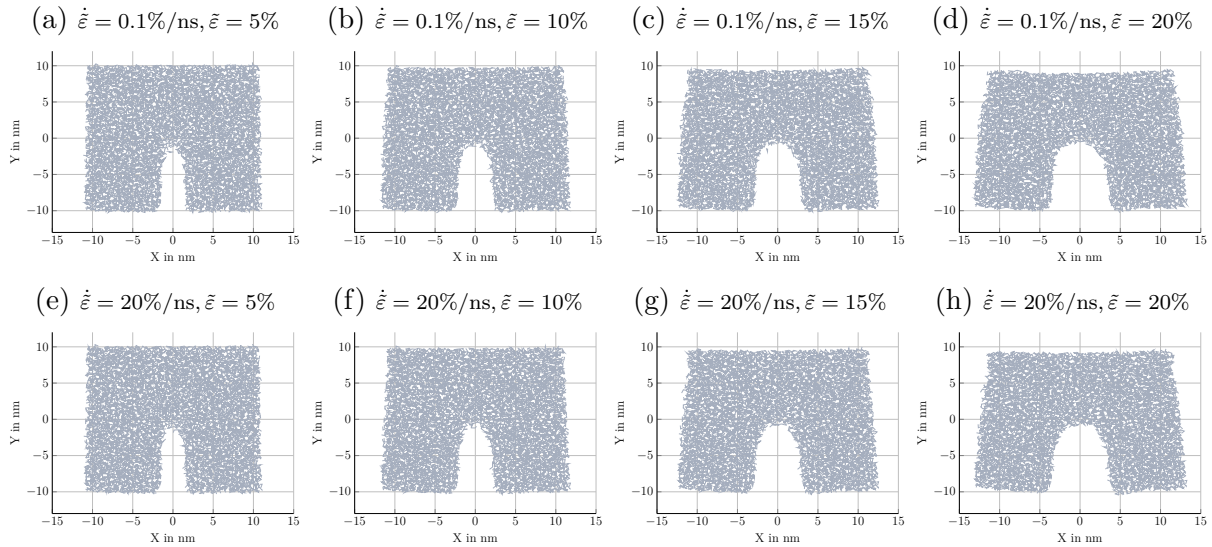 (a) ε̃̇ = 0.1%/ns, ε̃ = 5%
(b) ε̃̇ = 0.1%/ns, ε̃ = 10%
(c) ε̃̇ = 0.1%/ns, ε̃ = 15%
(d) ε̃̇ = 0.1%/ns, ε̃ = 20%
10
5
0
−5
−10
Y in nm
−15 −10 −5 0 5 10 15
X in nm
10
5
0
−5
−10
Y in nm
−15 −10 −5 0 5 10 15
X in nm
10
5
0
−5
−10
Y in nm
−15 −10 −5 0 5 10 15
X in nm
10
5
0
−5
−10
Y in nm
−15 −10 −5 0 5 10 15
X in nm
(e) ε̃̇ = 20%/ns, ε̃ = 5%
(f) ε̃̇ = 20%/ns, ε̃ = 10%
(g) ε̃̇ = 20%/ns, ε̃ = 15%
(h) ε̃̇ = 20%/ns, ε̃ = 20%
10
5
0
−5
−10
Y in nm
−15 −10 −5 0 5 10 15
X in nm
10
5
0
−5
−10
Y in nm
−15 −10 −5 0 5 10 15
X in nm
10
5
0
−5
−10
Y in nm
−15 −10 −5 0 5 10 15
X in nm
10
5
0
−5
−10
Y in nm
−15 −10 −5 0 5 10 15
X in nm